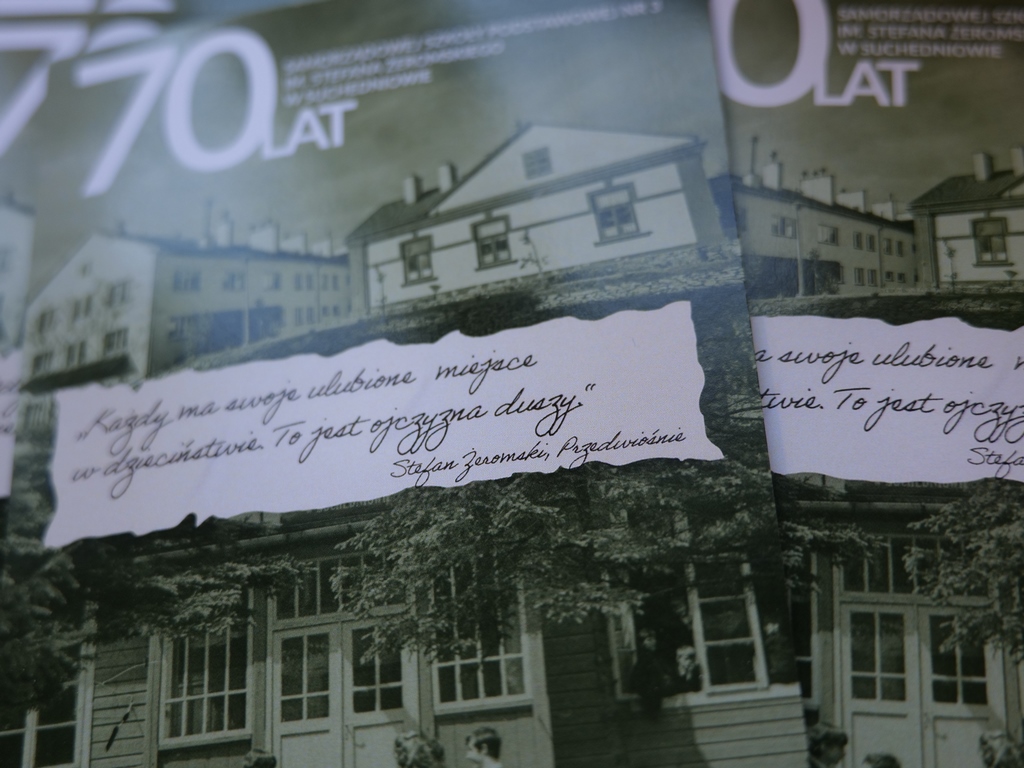 70 LAT
SAMORZĄDOWEJ SZKOŁY PODSTAWOWEJ NR 3
IM. STEFANA ŻEROMSKIEGO
W SUCHEDNIOWIE
„Każdy ma swoje ulubione miejsce
w dzieciństwie. To jest ojczyzna duszy.“
Stefan Żeromski, Przedwiośnie
0 LAT
SAMORZĄDOWEJ SZK
IM. STEFANA ŻEROMS
W SUCHEDNIOWIE
a swoje ulubione
twie. To jest ojczyz
Stefa
7